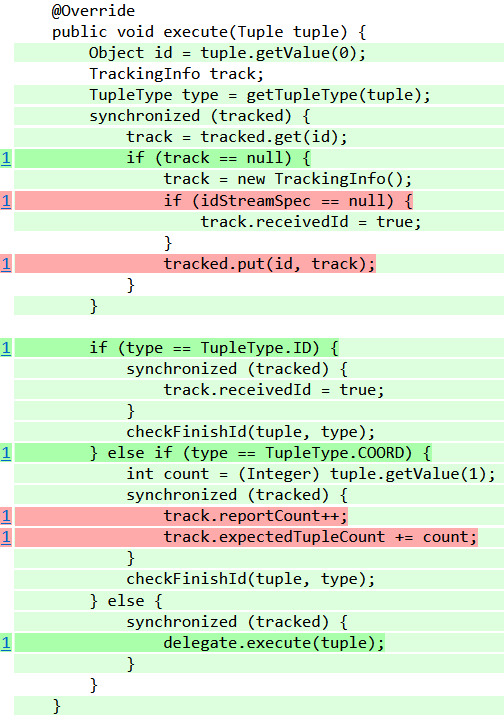 @Override
public void execute(Tuple tuple) {
Object id = tuple.getValue(0);
TrackingInfo track;
TupleType type = getTupleType(tuple);
synchronized (tracked) {
track = tracked.get(id);
1 if (track == null) {
track = new TrackingInfo();
1 if (idStreamSpec == null) {
track.receivedId = true;
}
1 tracked.put(id, track);
}
}
1 if (type == TupleType.ID) {
synchronized (tracked) {
track.receivedId = true;
}
checkFinishId(tuple, type);
1 } else if (type == TupleType.COORD) {
int count = (Integer) tuple.getValue(1);
synchronized (tracked) {
1 track.reportCount++;
1 track.expectedTupleCount += count;
}
checkFinishId(tuple, type);
} else {
synchronized (tracked) {
1 delegate.execute(tuple);
}
}
}